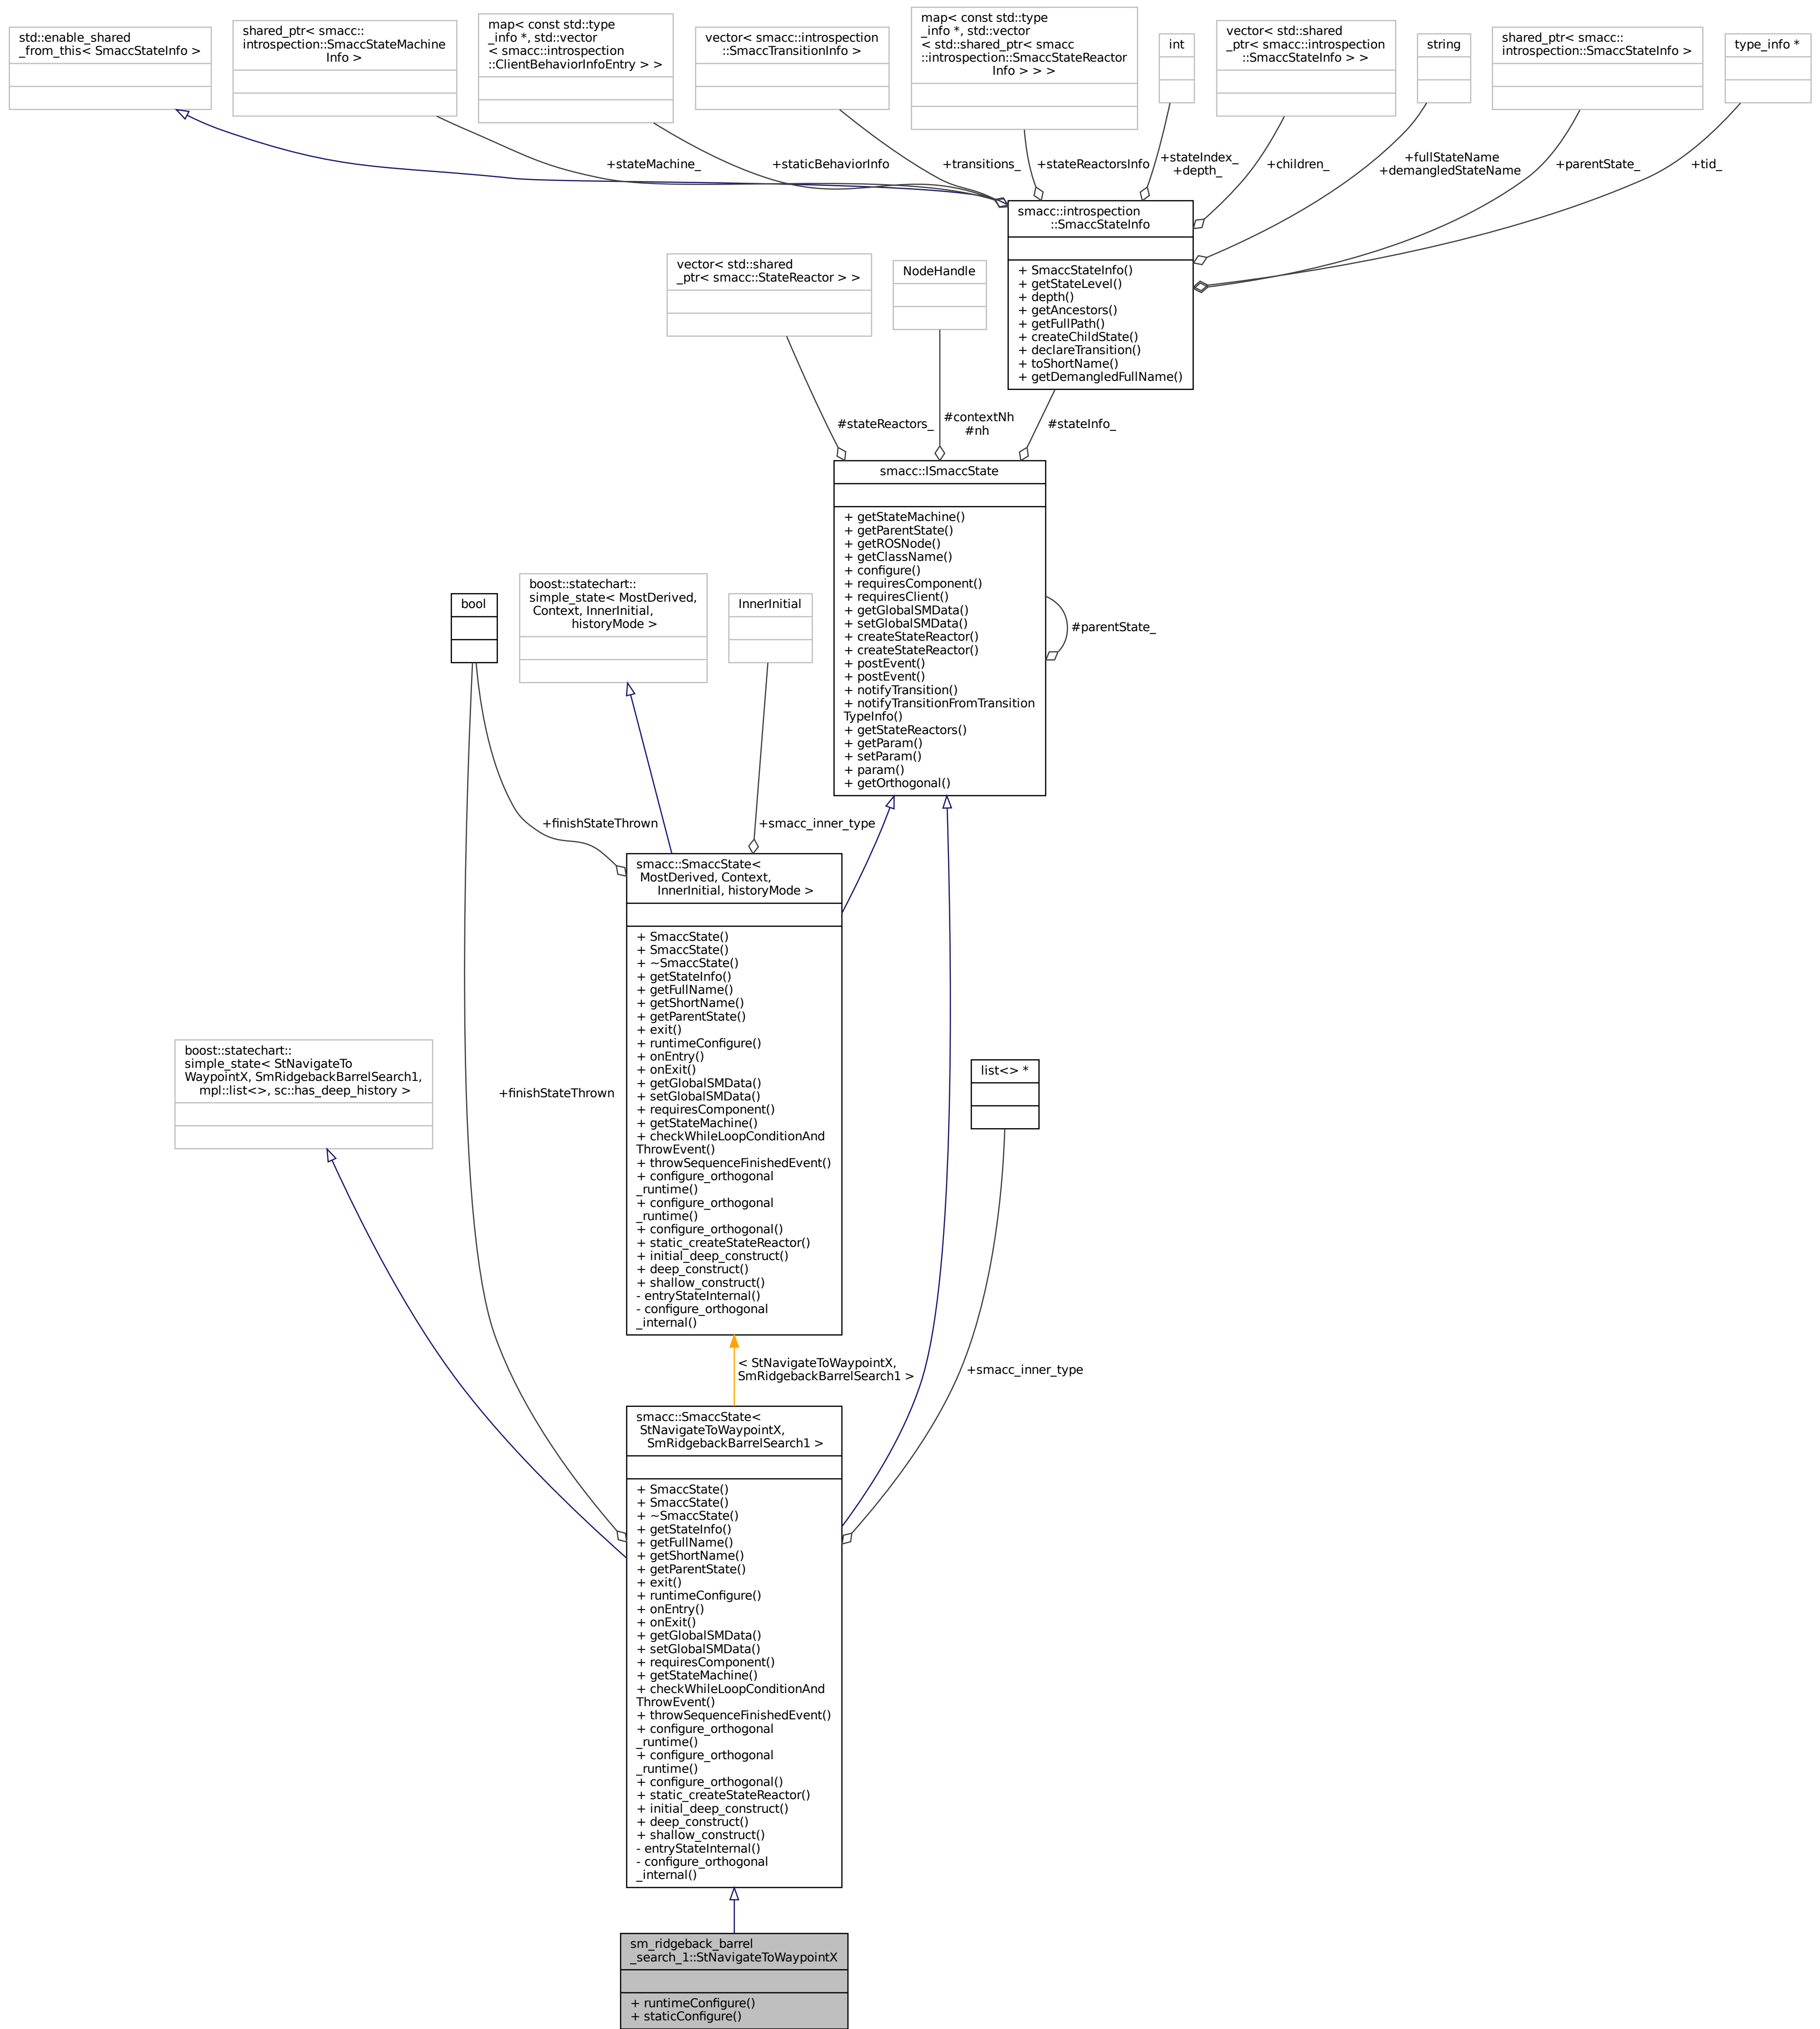 std::enable_shared
_from_this< SmaccStateInfo >
shared_ptr< smacc::
introspection::SmaccStateMachine
Info >
map< const std::type
_info *, std::vector
< smacc::introspection
::ClientBehaviorInfoEntry > >
vector< smacc::introspection
::SmaccTransitionInfo >
map< const std::type
_info *, std::vector
< std::shared_ptr< smacc
::introspection::SmaccStateReactor
Info > > >
int
vector< std::shared
_ptr< smacc::introspection
::SmaccStateInfo > >
string
shared_ptr< smacc::
introspection::SmaccStateInfo >
type_info *
+stateMachine_
+staticBehaviorInfo
+transitions_
+stateReactorsInfo
+stateIndex_
+depth_
+children_
+fullStateName
+demangledStateName
+parentState_
+tid_
smacc::introspection
::SmaccStateInfo
+ SmaccStateInfo()
+ getStateLevel()
+ depth()
+ getAncestors()
+ getFullPath()
+ createChildState()
+ declareTransition()
+ toShortName()
+ getDemangledFullName()
vector< std::shared
_ptr< smacc::StateReactor > >
NodeHandle
#stateReactors_
#contextNh
#nh
#stateInfo_
smacc::ISmaccState
+ getStateMachine()
+ getParentState()
+ getROSNode()
+ getClassName()
+ configure()
+ requiresComponent()
+ requiresClient()
+ getGlobalSMData()
+ setGlobalSMData()
+ createStateReactor()
+ createStateReactor()
+ postEvent()
+ postEvent()
+ notifyTransition()
+ notifyTransitionFromTransition
TypeInfo()
+ getStateReactors()
+ getParam()
+ setParam()
+ param()
+ getOrthogonal()
#parentState_
bool
boost::statechart::
simple_state< MostDerived,
Context, InnerInitial,
historyMode >
InnerInitial
+finishStateThrown
+smacc_inner_type
smacc::SmaccState<
MostDerived, Context,
InnerInitial, historyMode >
+ SmaccState()
+ SmaccState()
+ ~SmaccState()
+ getStateInfo()
+ getFullName()
+ getShortName()
+ getParentState()
+ exit()
+ runtimeConfigure()
+ onEntry()
+ onExit()
+ getGlobalSMData()
+ setGlobalSMData()
+ requiresComponent()
+ getStateMachine()
+ checkWhileLoopConditionAnd
ThrowEvent()
+ throwSequenceFinishedEvent()
+ configure_orthogonal
_runtime()
+ configure_orthogonal
_runtime()
+ configure_orthogonal()
+ static_createStateReactor()
+ initial_deep_construct()
+ deep_construct()
+ shallow_construct()
- entryStateInternal()
- configure_orthogonal
_internal()
boost::statechart::
simple_state< StNavigateTo
WaypointX, SmRidgebackBarrelSearch1,
mpl::list<>, sc::has_deep_history >
+finishStateThrown
list<> *
< StNavigateToWaypointX,
SmRidgebackBarrelSearch1 >
+smacc_inner_type
smacc::SmaccState<
StNavigateToWaypointX,
SmRidgebackBarrelSearch1 >
+ SmaccState()
+ SmaccState()
+ ~SmaccState()
+ getStateInfo()
+ getFullName()
+ getShortName()
+ getParentState()
+ exit()
+ runtimeConfigure()
+ onEntry()
+ onExit()
+ getGlobalSMData()
+ setGlobalSMData()
+ requiresComponent()
+ getStateMachine()
+ checkWhileLoopConditionAnd
ThrowEvent()
+ throwSequenceFinishedEvent()
+ configure_orthogonal
_runtime()
+ configure_orthogonal
_runtime()
+ configure_orthogonal()
+ static_createStateReactor()
+ initial_deep_construct()
+ deep_construct()
+ shallow_construct()
- entryStateInternal()
- configure_orthogonal
_internal()
sm_ridgeback_barrel
_search_1::StNavigateToWaypointX
+ runtimeConfigure()
+ staticConfigure()